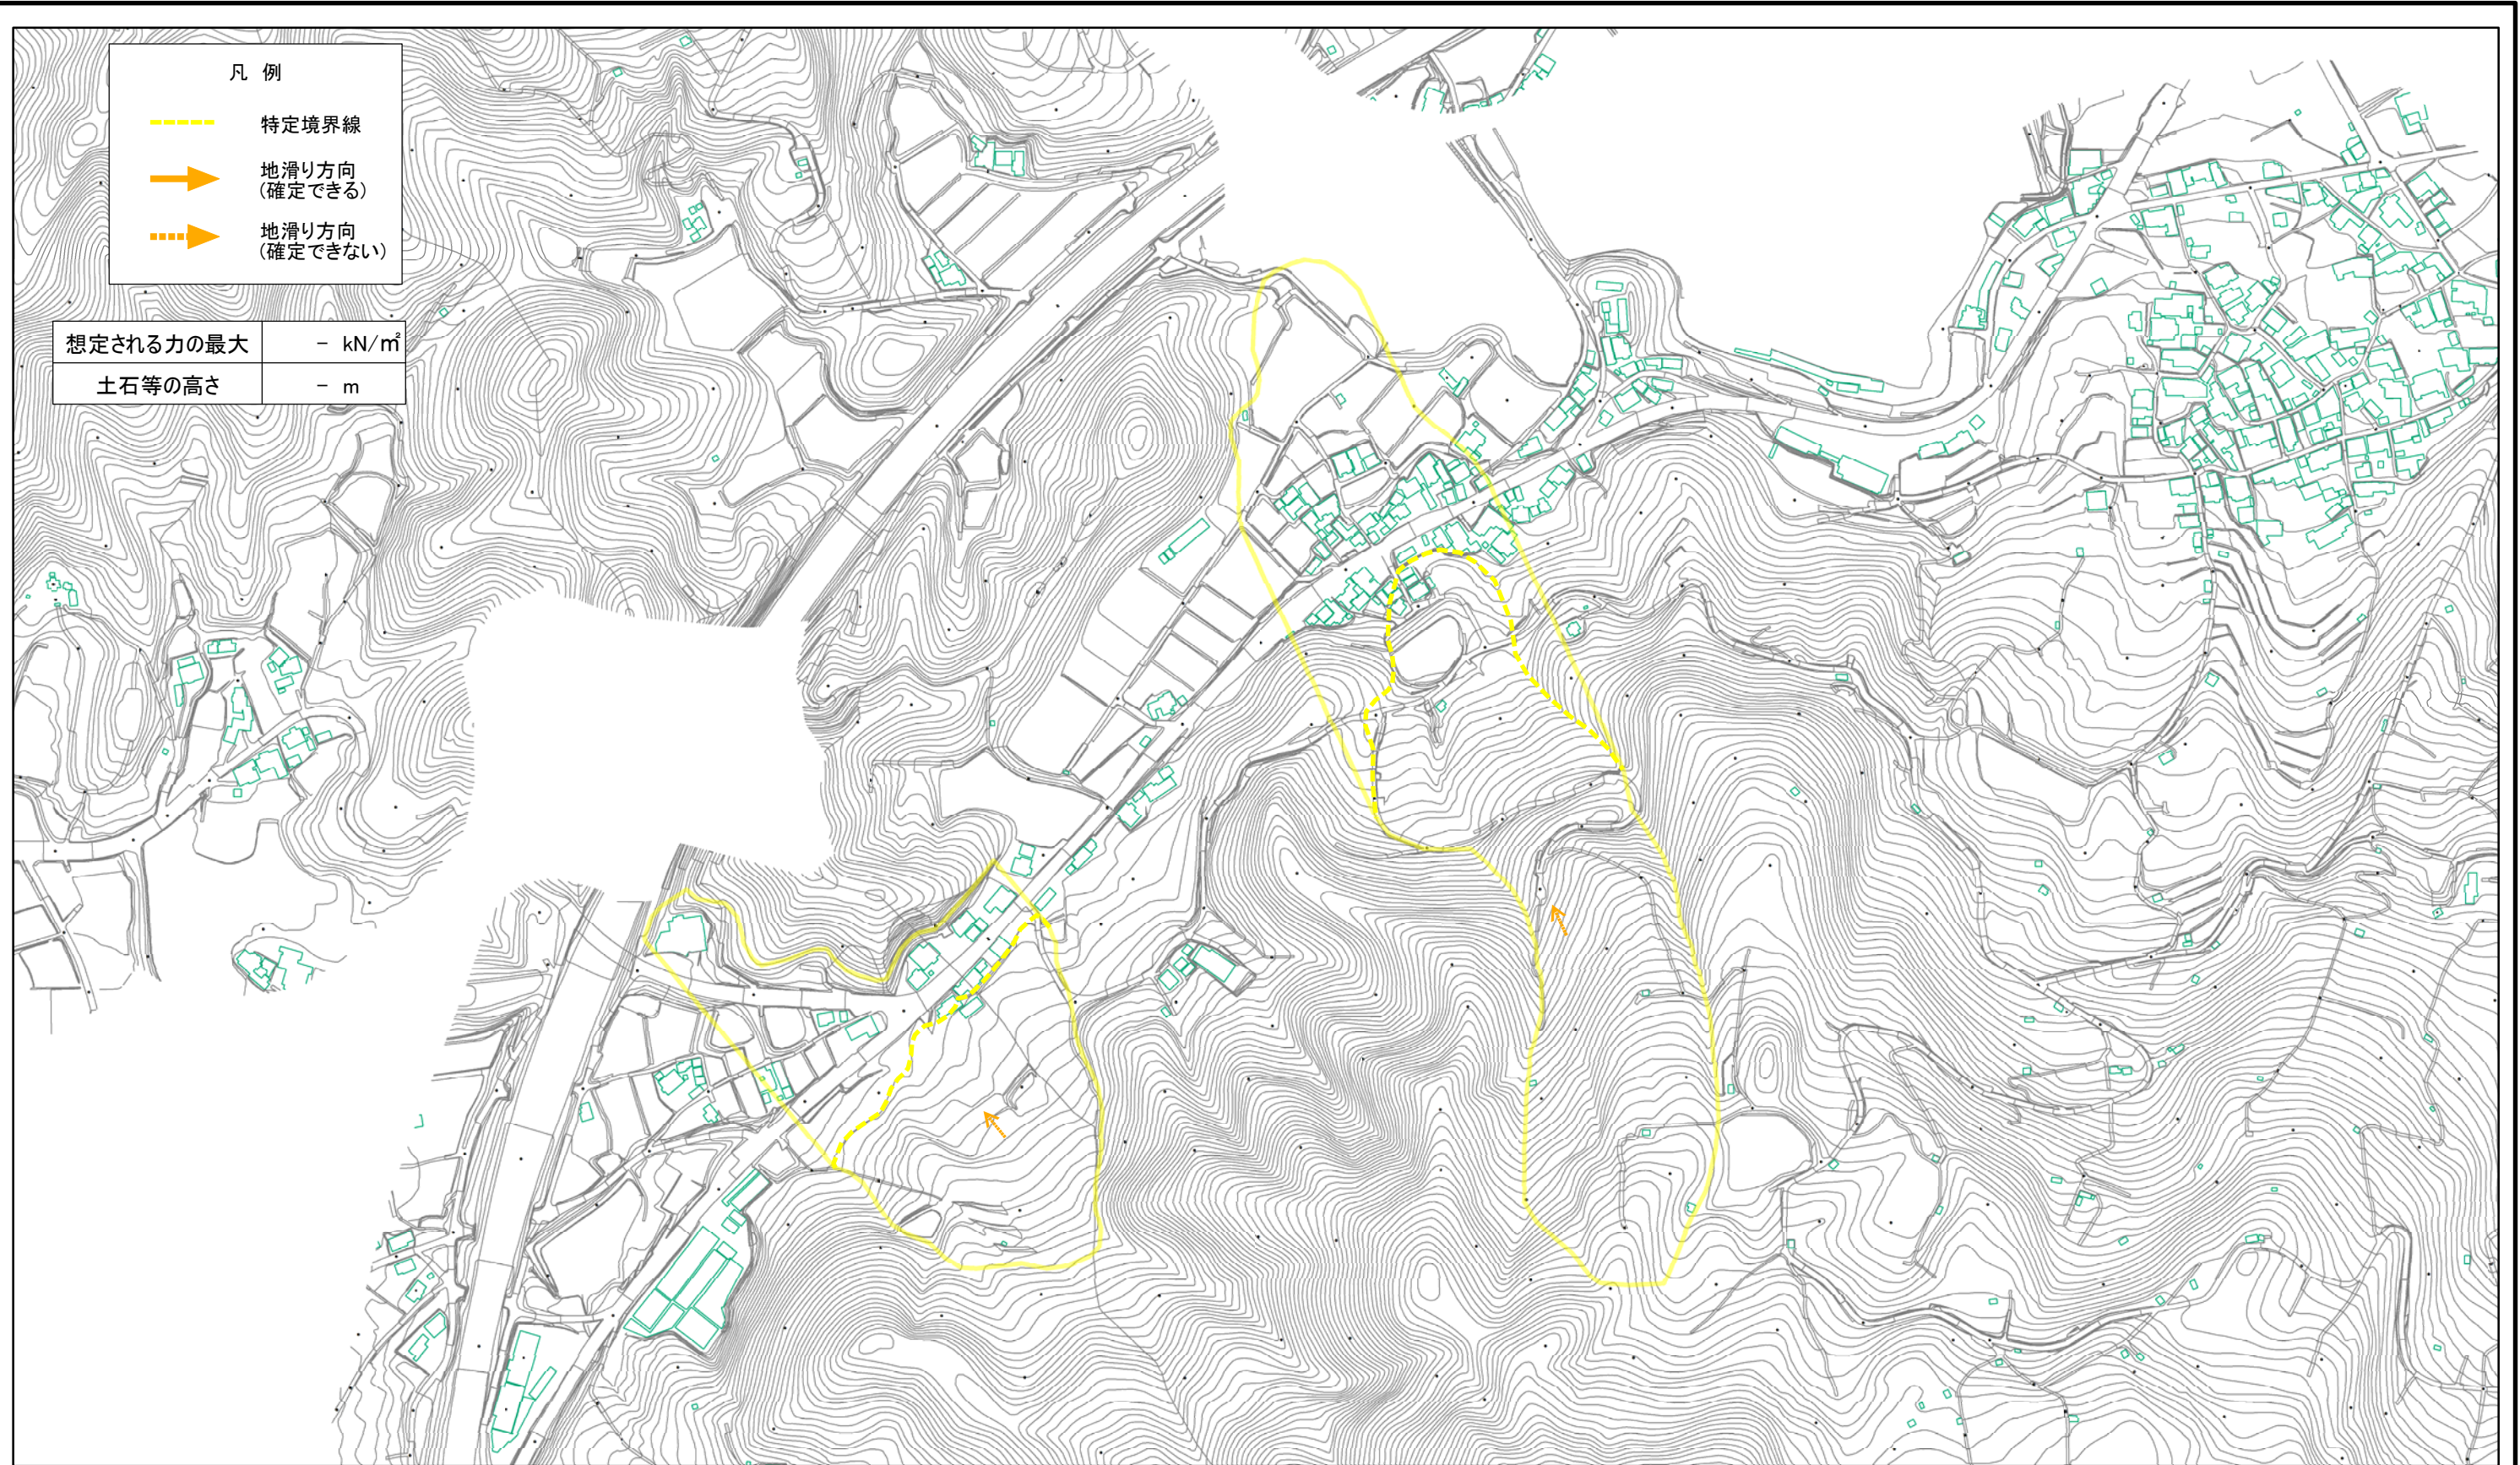 凡 例
特定境界線
地滑り方向
(確定できる)
地滑り方向
(確定できない)
想定される力の最大 － kN/㎡
土石等の高さ － m